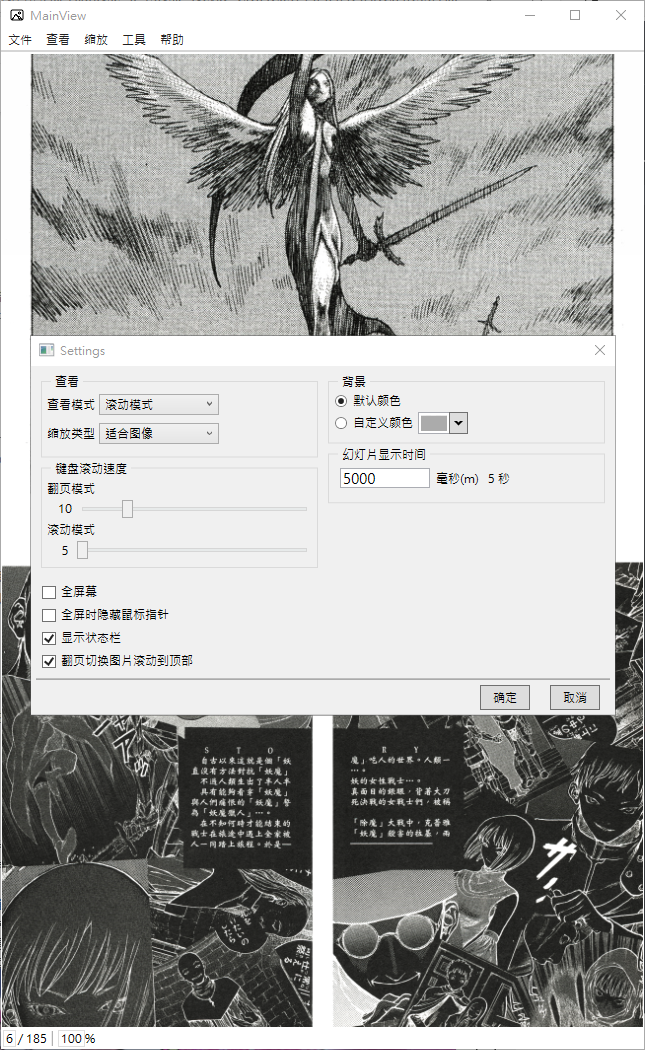 MainView
文件 查看 缩放 工具 帮助
Settings
查看
查看模式 滚动模式
缩放类型 适合图像
键盘滚动速度
翻页模式
10
滚动模式
5
背景
默认颜色
自定义颜色
幻灯片显示时间
5000 毫秒(m) 5 秒
全屏幕
全屏时隐藏鼠标指针
显示状态栏
翻页切换图片滚动到顶部
确定 取消
S T O
自古以來這就是個「妖
直沒有方法對抗「妖魔」
不過人類生出了半人半
具有能夠看穿「妖魔」
與人們痛恨的「妖魔」誓
為「妖魔獵人」…。
在不知何時才能結束的
戰士在旅途中遇上全家被
人一同踏上旅程。於是—
R Y
魔」吃人的世界。人類一
…。
妖的女性戰士…。
真面目的銀眼，背著大刀
死決戰的女戰士們，被稱
「除魔」大戰中，克蕾雅
「妖魔」殺害的拉基，兩
6 / 185 100 %